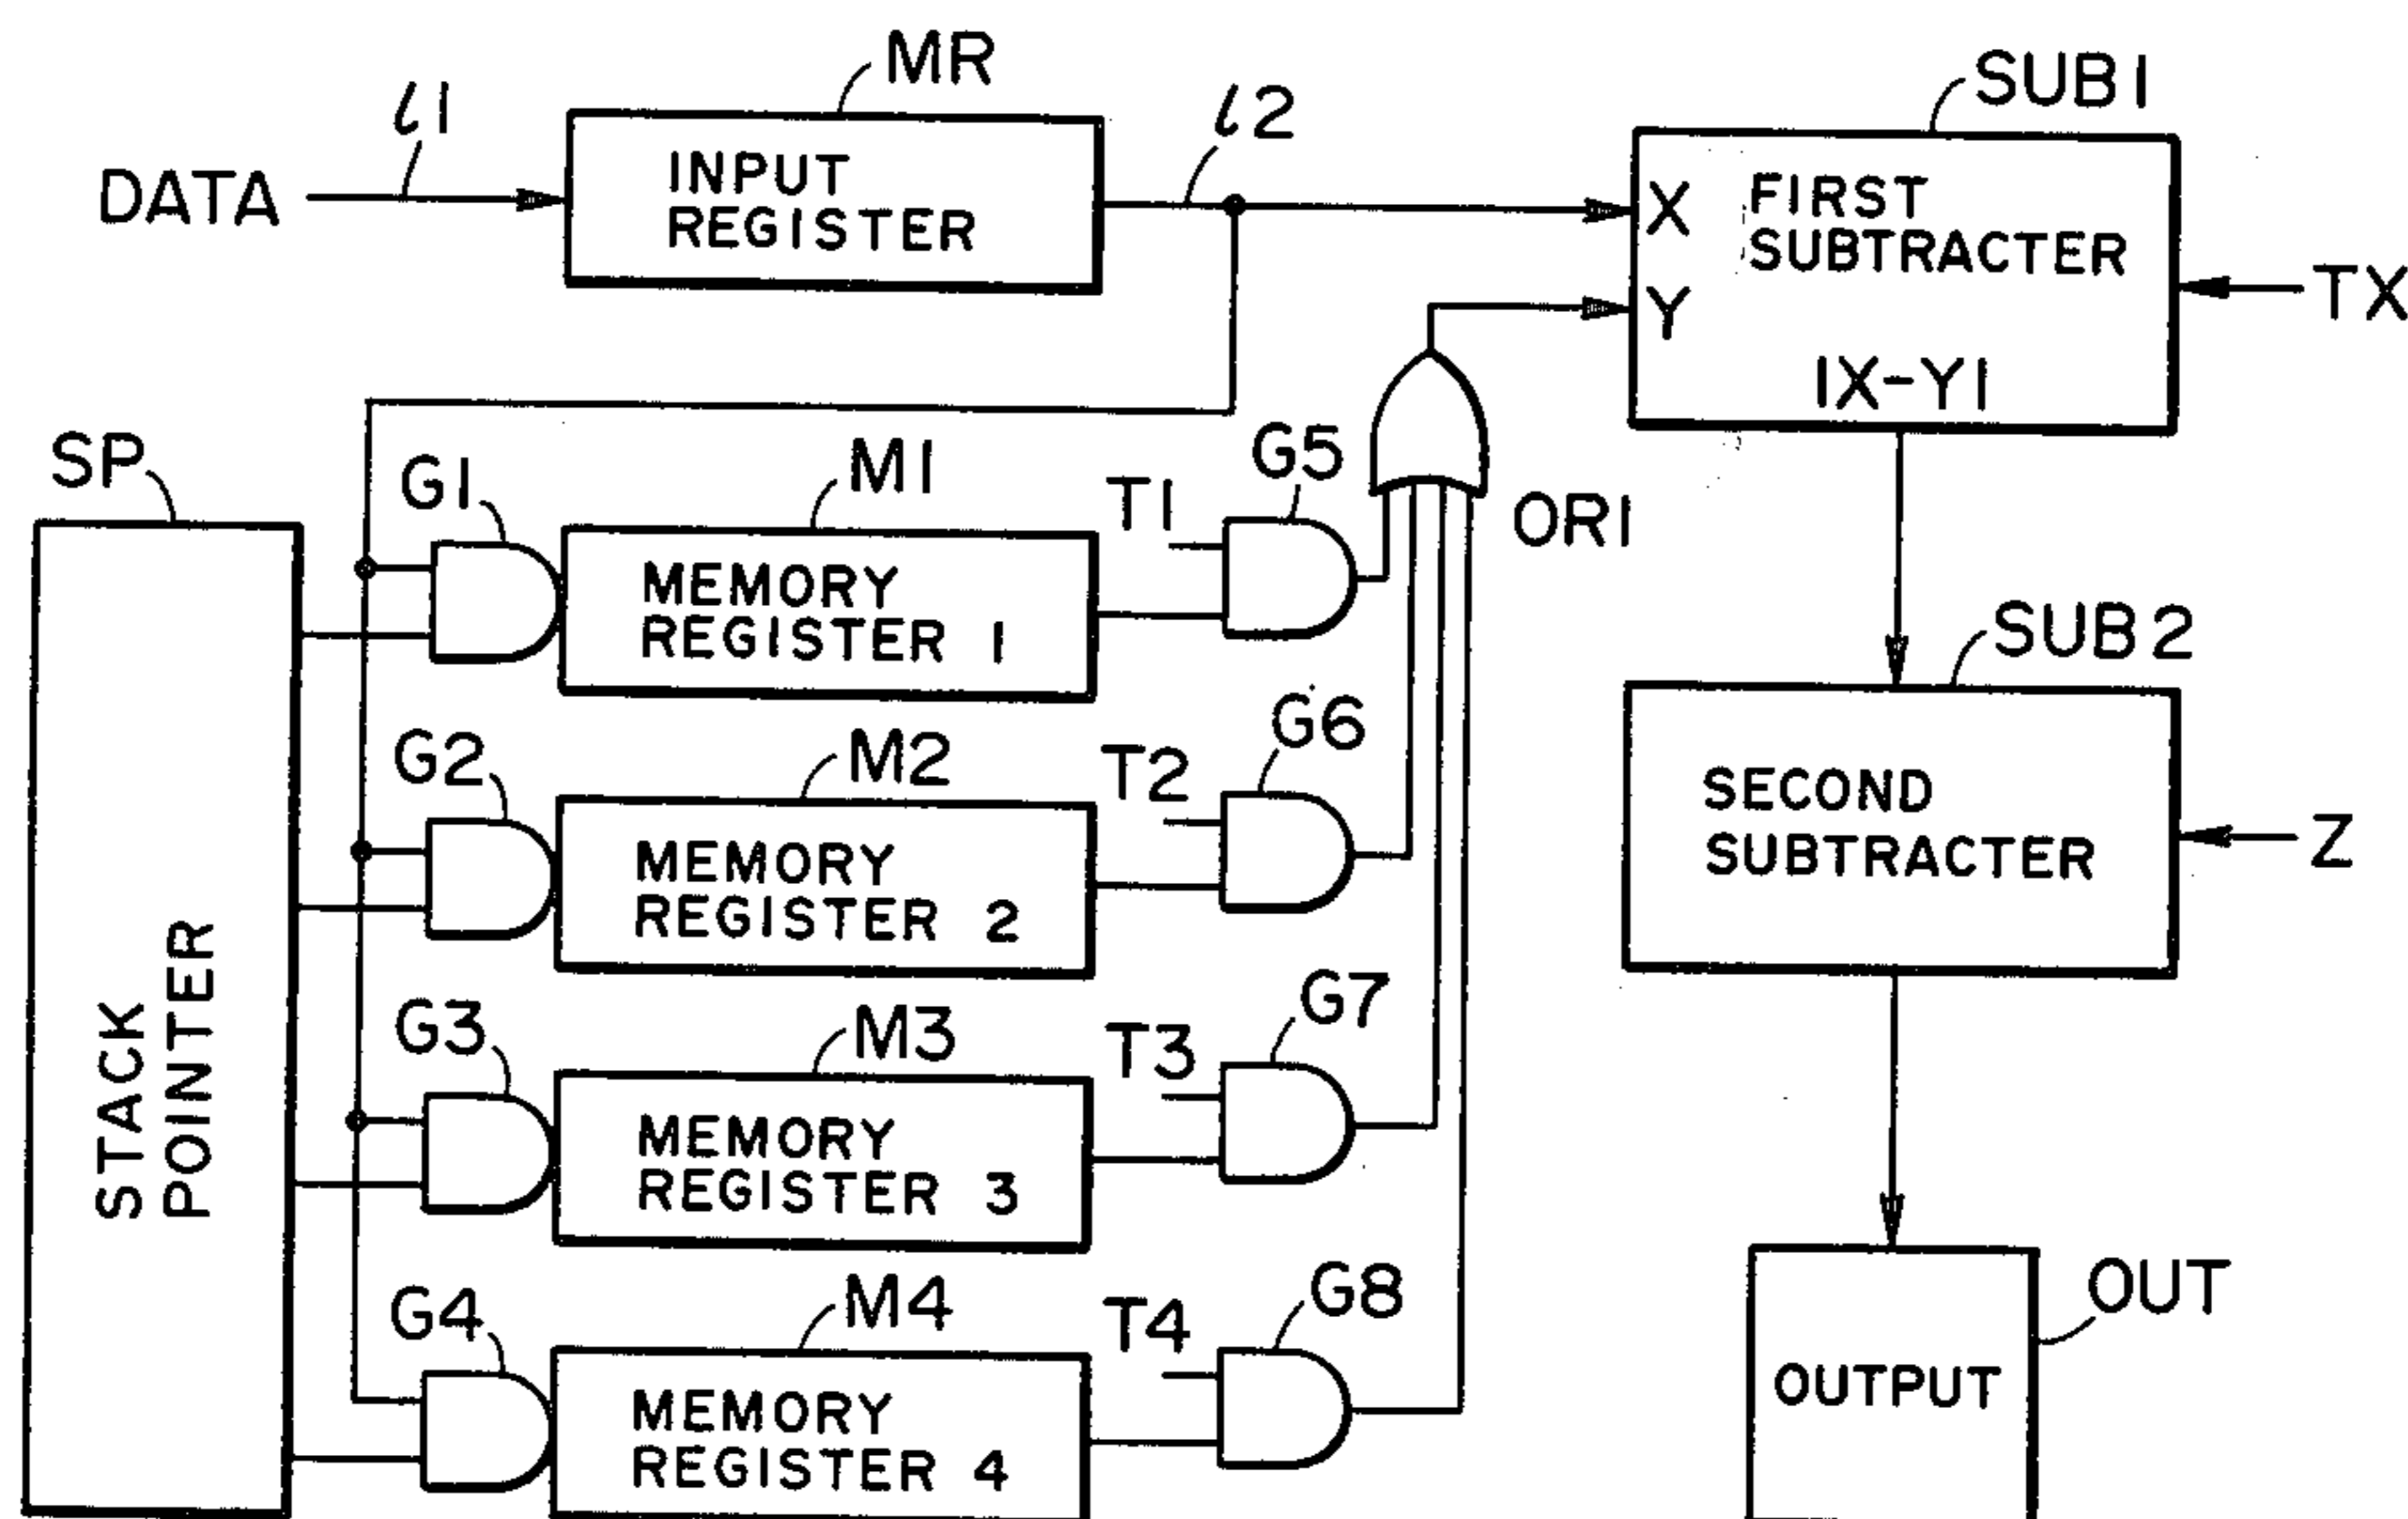 MR
SUB1
ℓ1
ℓ2
DATA
INPUT
REGISTER
X
FIRST
SUBTRACTER
TX
Y
|X-Y|
SP
G1
M1
T1
G5
OR1
MEMORY
REGISTER 1
SUB2
G2
M2
T2
G6
MEMORY
REGISTER 2
SECOND
SUBTRACTER
Z
STACK
POINTER
G3
M3
T3
G7
MEMORY
REGISTER 3
G4
M4
T4
G8
OUT
MEMORY
REGISTER 4
OUTPUT